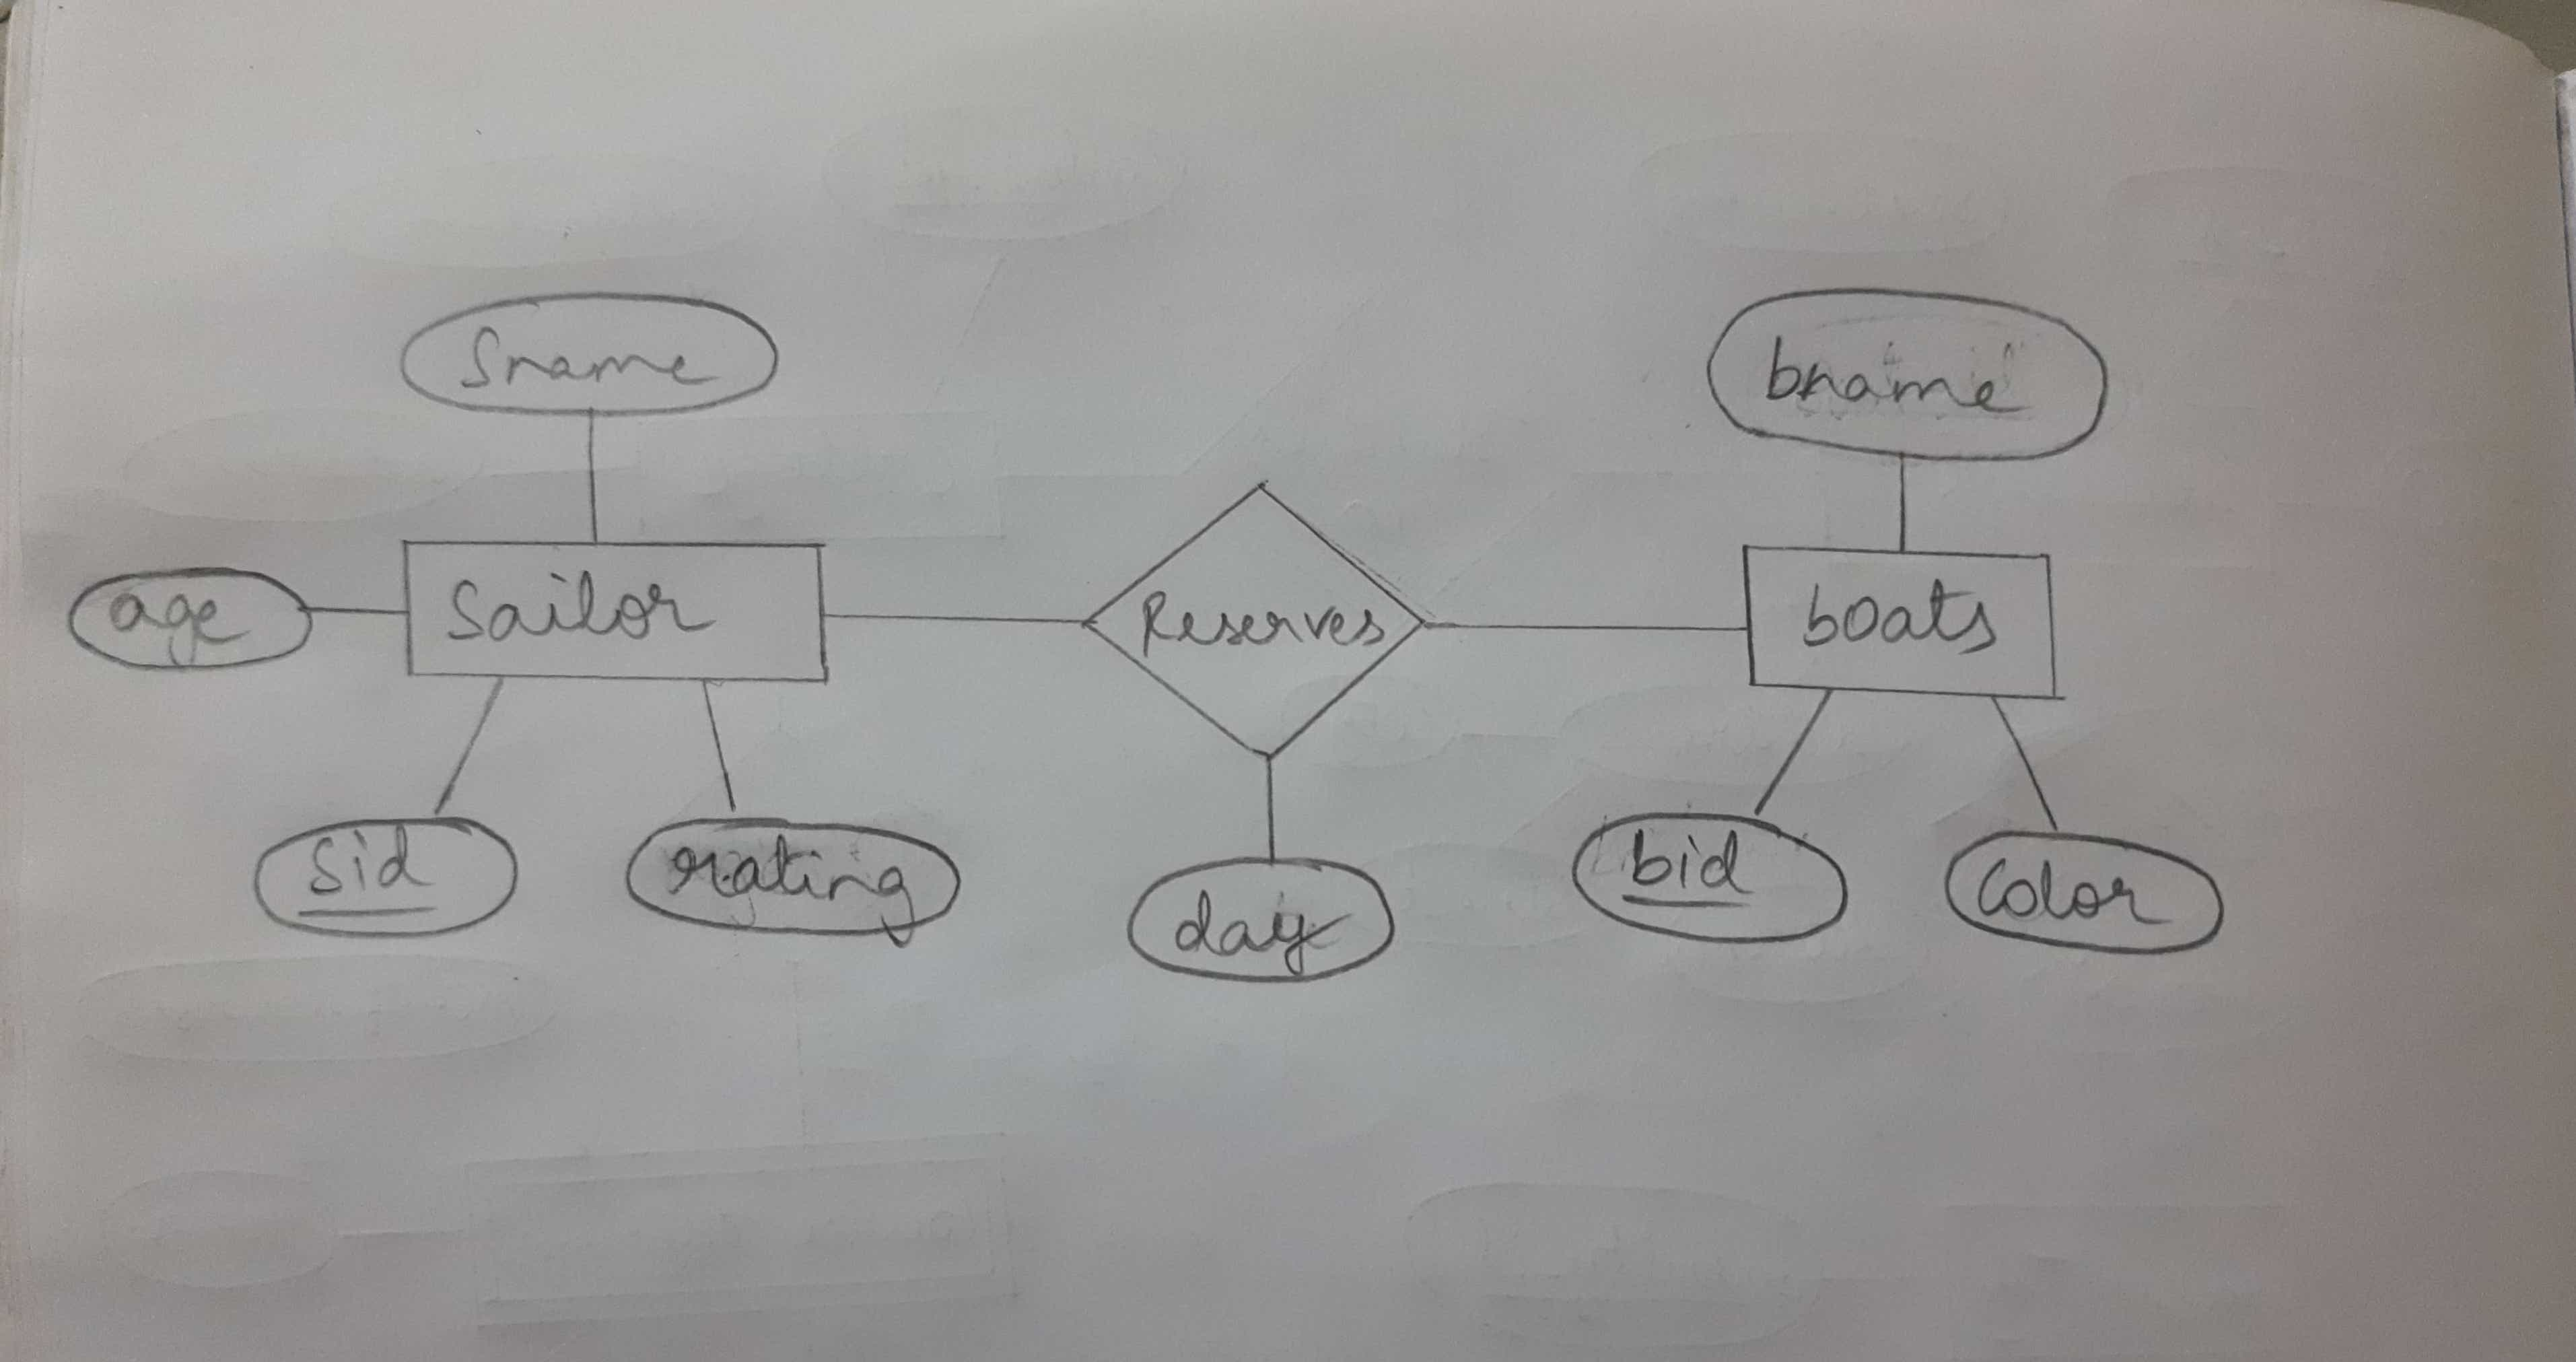 Sname
bname
age
Sailor
Reserves
boats
Sid
rating
day
bid
Color